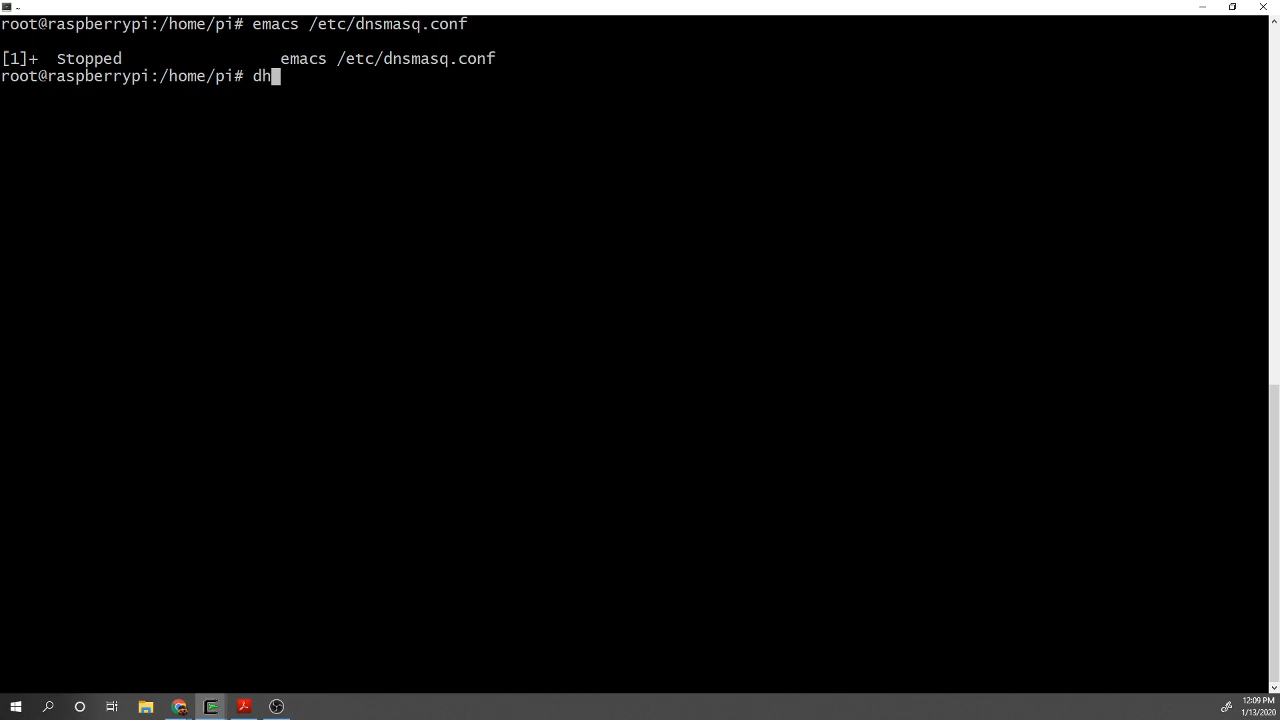 ..
root@raspberrypi:/home/pi# emacs /etc/dnsmasq.conf
[1]+  Stopped                 emacs /etc/dnsmasq.conf
root@raspberrypi:/home/pi# dh
12:09 PM
1/13/2020